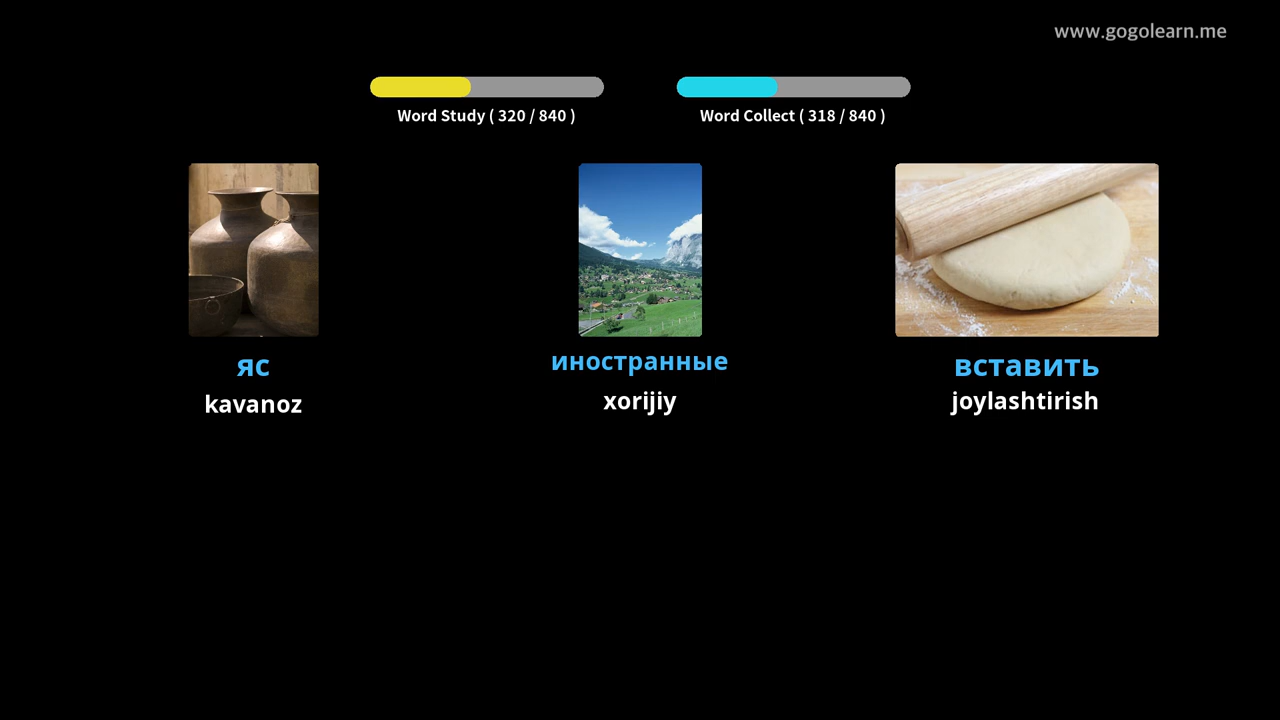 www.gogolearn.me
Word Study ( 320 / 840 )
Word Collect ( 318 / 840 )
яс
иностранные
вставить
kavanoz
xorijiy
joylashtirish